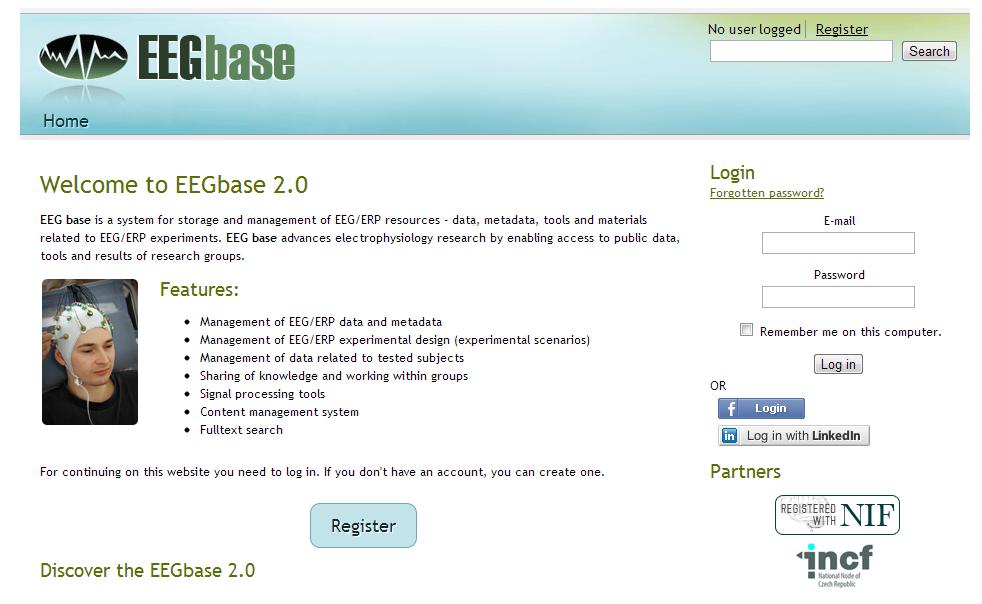 EEGbase
No user logged Register
Search
Home
Welcome to EEGbase 2.0
EEG base is a system for storage and management of EEG/ERP resources - data, metadata, tools and materials
related to EEG/ERP experiments. EEG base advances electrophysiology research by enabling access to public data,
tools and results of research groups.
Features:
Management of EEG/ERP data and metadata
Management of EEG/ERP experimental design (experimental scenarios)
Management of data related to tested subjects
Sharing of knowledge and working within groups
Signal processing tools
Content management system
Fulltext search
For continuing on this website you need to log in. If you don't have an account, you can create one.
Register
Discover the EEGbase 2.0
Login
Forgotten password?
E-mail
Password
Remember me on this computer.
Log in
OR
f Login
in Log in with LinkedIn
Partners
REGISTERED
WITH NIF
incf
National Node of
Czech Republic